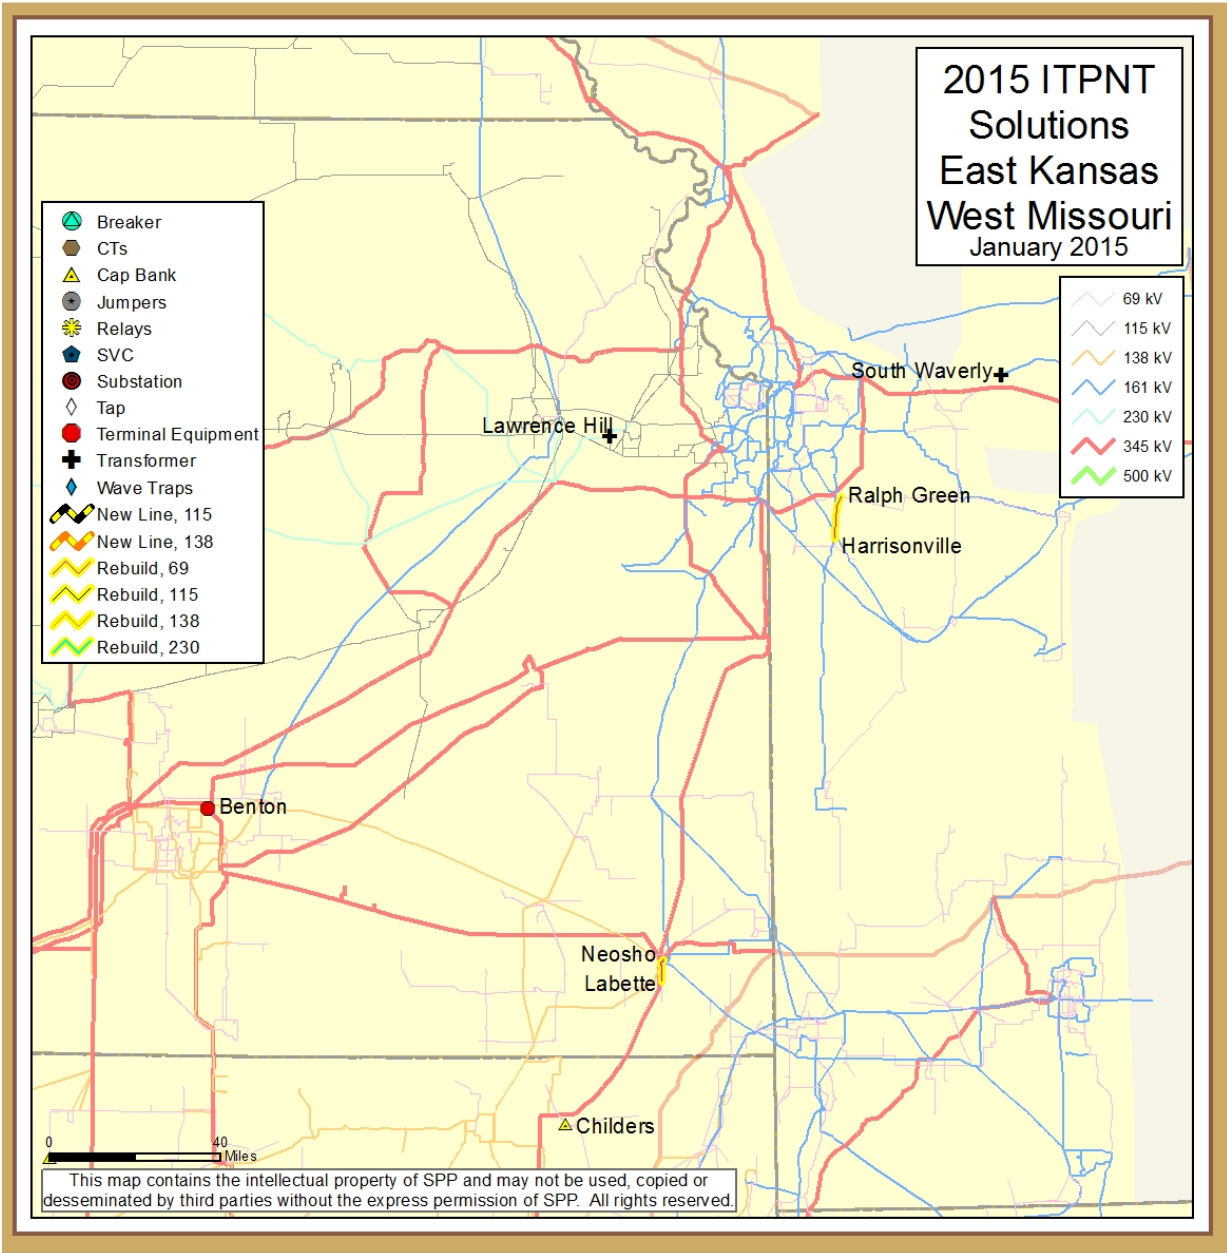 2015 ITPNT
Solutions
East Kansas
West Missouri
January 2015
Breaker
CTs
Cap Bank
Jumpers
Relays
SVC
Substation
Tap
Terminal Equipment
Transformer
Wave Traps
New Line, 115
New Line, 138
Rebuild, 69
Rebuild, 115
Rebuild, 138
Rebuild, 230
69 kV
115 kV
138 kV
161 kV
230 kV
345 kV
500 kV
South Waverly
Lawrence Hill
Ralph Green
Harrisonville
Benton
Neosho
Labette
Childers
0 40
Miles
This map contains the intellectual property of SPP and may not be used, copied or
desseminated by third parties without the express permission of SPP. All rights reserved.